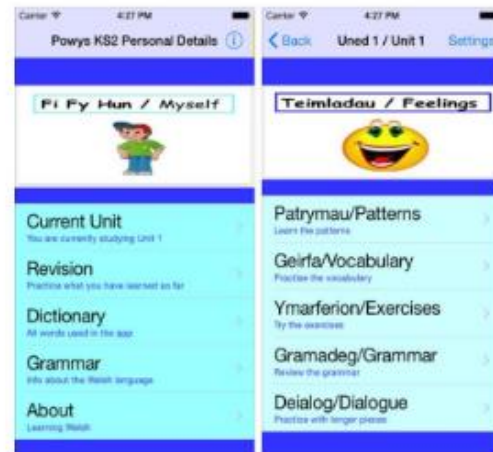 Carrier 4:27 PM
Powys KS2 Personal Details
Fi Fy Hun / Myself
Current Unit
You are currently studying Unit 1
Revision
Practice what you have learned so far
Dictionary
All words used in the app
Grammar
Info about the Welsh language
About
Learning Welsh
Carrier 4:27 PM
Back Uned 1 / Unit 1 Settings
Teimladau / Feelings
Patrymau/Patterns
Learn the patterns
Geirfa/Vocabulary
Practise the vocabulary
Ymarferion/Exercises
Try the exercises
Gramadeg/Grammar
Review the grammar
Deialog/Dialogue
Practice with longer pieces